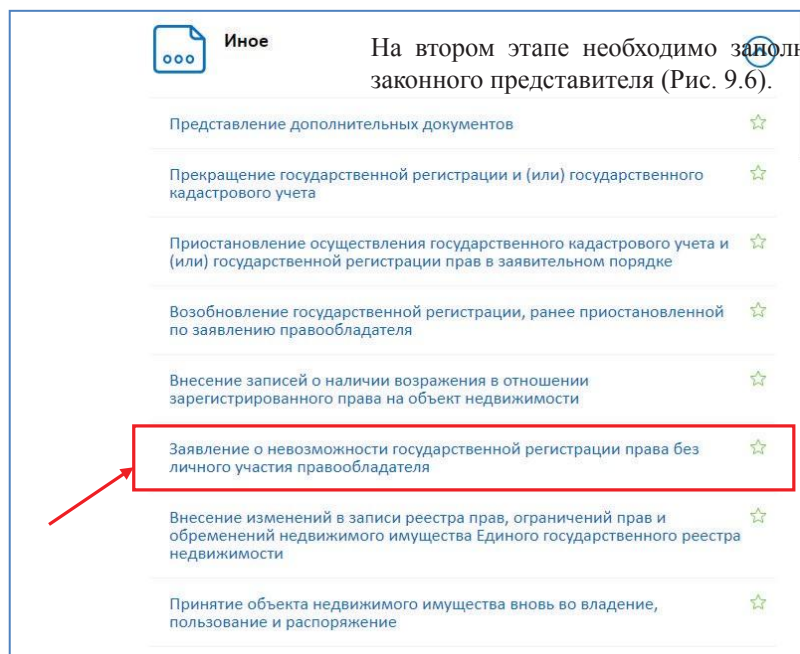 Иное
На втором этапе необходимо заполн
законного представителя (Рис. 9.6).
Представление дополнительных документов
Прекращение государственной регистрации и (или) государственного
кадастрового учета
Приостановление осуществления государственного кадастрового учета и
(или) государственной регистрации прав в заявительном порядке
Возобновление государственной регистрации, ранее приостановленной
по заявлению правообладателя
Внесение записей о наличии возражения в отношении
зарегистрированного права на объект недвижимости
Заявление о невозможности государственной регистрации права без
личного участия правообладателя
Внесение изменений в записи реестра прав, ограничений прав и
обременений недвижимого имущества Единого государственного реестра
недвижимости
Принятие объекта недвижимого имущества вновь во владение,
пользование и распоряжение